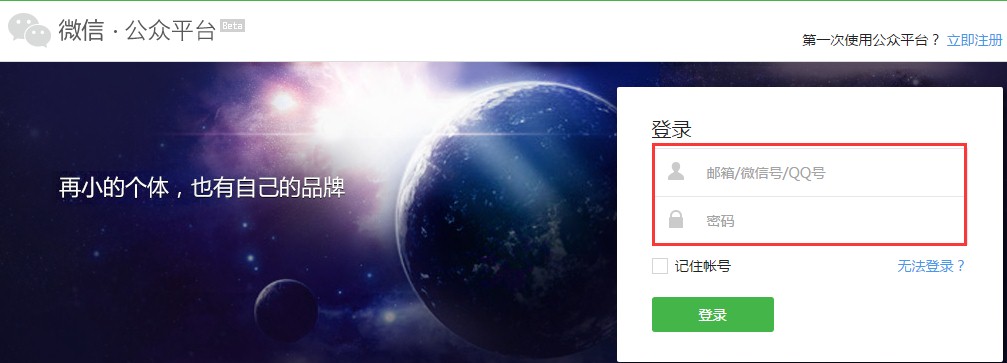 微信 · 公众平台 Beta
第一次使用公众平台？ 立即注册
再小的个体，也有自己的品牌
登录
邮箱/微信号/QQ号
密码
记住帐号 无法登录？
登录